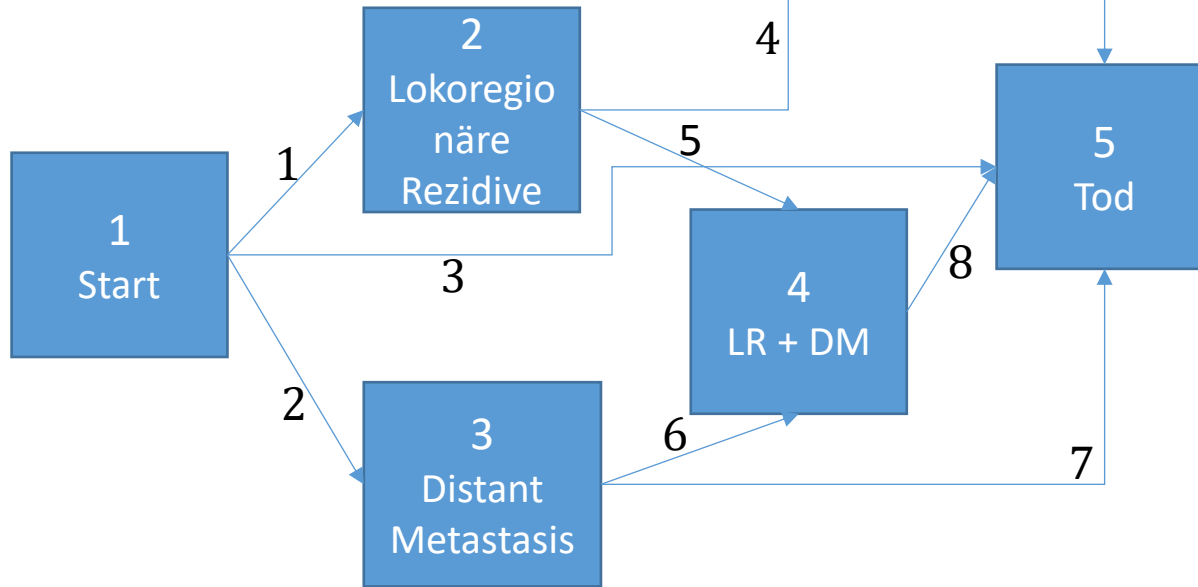 2
Lokoregio
näre
Rezidive
4
5
Tod
1
5
1
Start
3
4
LR + DM
8
2
3
Distant
Metastasis
6
7